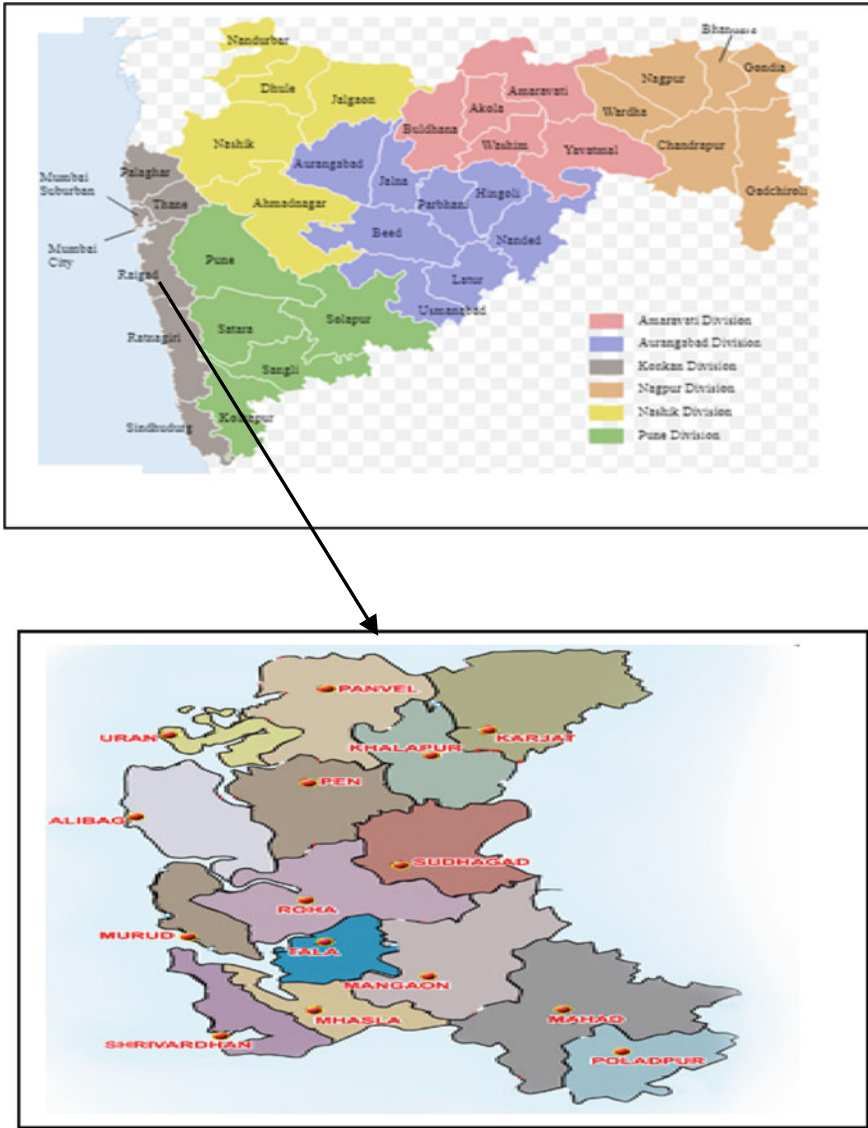 Nandurbar
Dhule
Jalgaon
Nashik
Aurangabad
Jalna
Ahmadnagar
Beed
Parbhani
Hingoli
Nanded
Latur
Usmanabad
Buldhana
Akola
Amaravati
Washim
Yavatmal
Wardha
Nagpur
Gondia
Chandrapur
Gadchiroli
Palaghar
Mumbai
Suburban
Thane
Mumbai
City
Raigad
Pune
Satara
Solapur
Sangli
Ratnagiri
Sindhudurg
Amaravati Division
Aurangabad Division
Konkan Division
Nagpur Division
Nashik Division
Pune Division
PANVEL
URAN
KHALAPUR
KARJAT
PEN
ALIBAG
SUDHAGAD
ROHA
MURUD
TALA
MANGAON
MHASLA
MAHAD
SHRIVARDHAN
POLADPUR